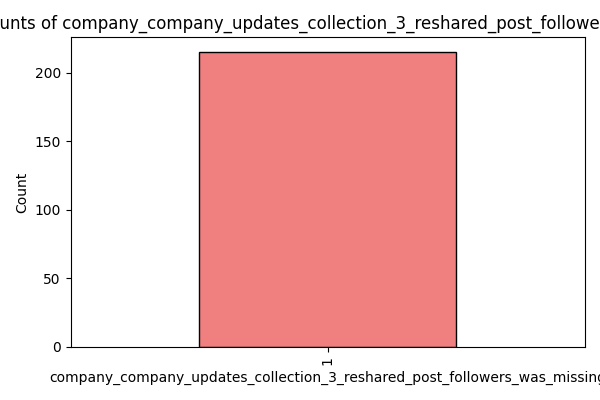 unts of company_company_updates_collection_3_reshared_post_followe
200
150
100
50
0
Count
1
company_company_updates_collection_3_reshared_post_followers_was_missing